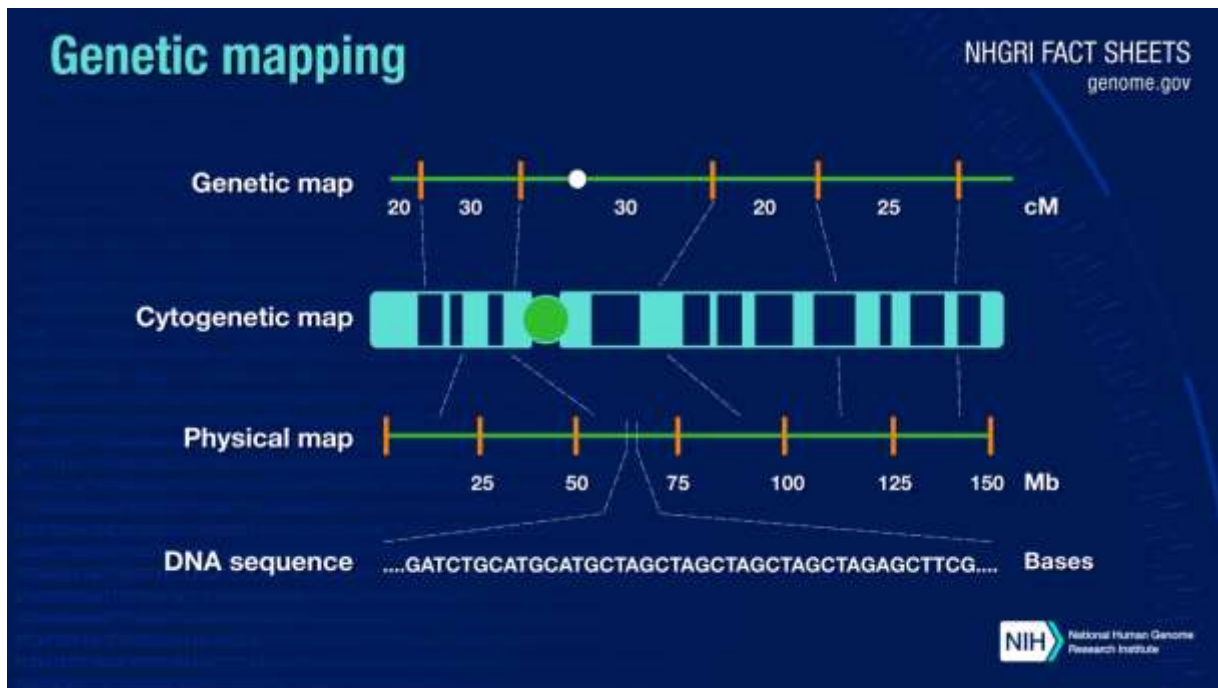 Genetic mapping
NHGRI FACT SHEETS
genome.gov
Genetic map
20 30 30 20 25 cM
Cytogenetic map
Physical map
25 50 75 100 125 150 Mb
DNA sequence ....GATCTGCATGCATGCTAGCTAGCTAGCTAGCTAGAGCTTCG.... Bases
NIH National Human Genome
Research Institute